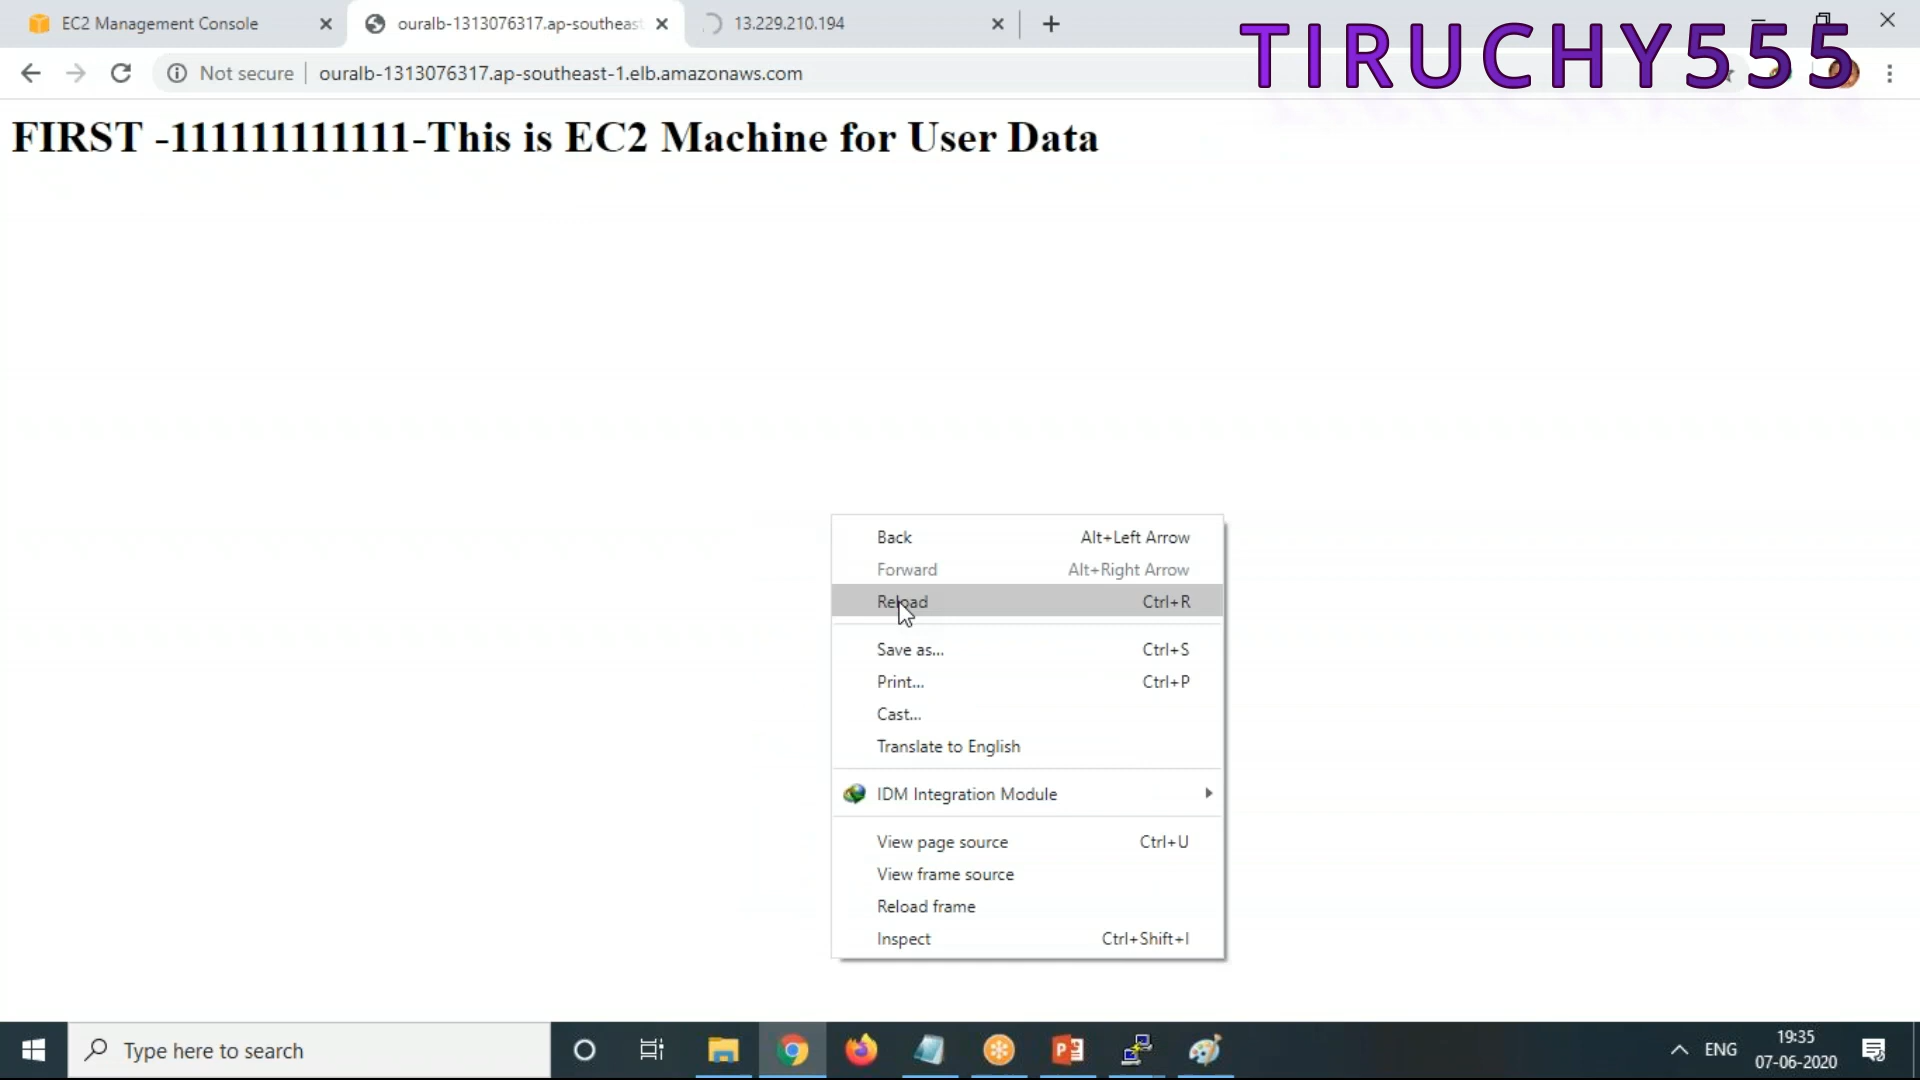 EC2 Management Console
ouralb-1313076317.ap-southeas
13.229.210.194
TIRUCHY555
Not secure
ouralb-1313076317.ap-southeast-1.elb.amazonaws.com
FIRST -111111111111-This is EC2 Machine for User Data
Back Alt+Left Arrow
Forward Alt+Right Arrow
Reload Ctrl+R
Save as... Ctrl+S
Print... Ctrl+P
Cast...
Translate to English
IDM Integration Module
View page source Ctrl+U
View frame source
Reload frame
Inspect Ctrl+Shift+I
Type here to search
ENG
19:35
07-06-2020